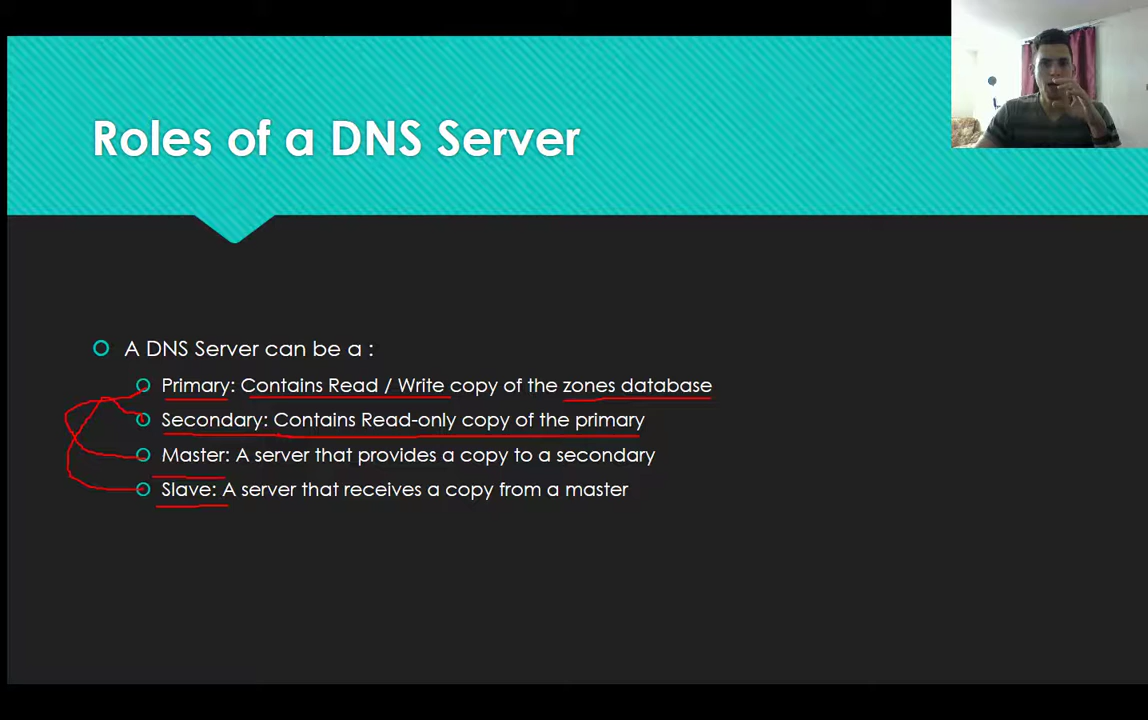 Roles of a DNS Server
A DNS Server can be a :
Primary: Contains Read / Write copy of the zones database
Secondary: Contains Read-only copy of the primary
Master: A server that provides a copy to a secondary
Slave: A server that receives a copy from a master